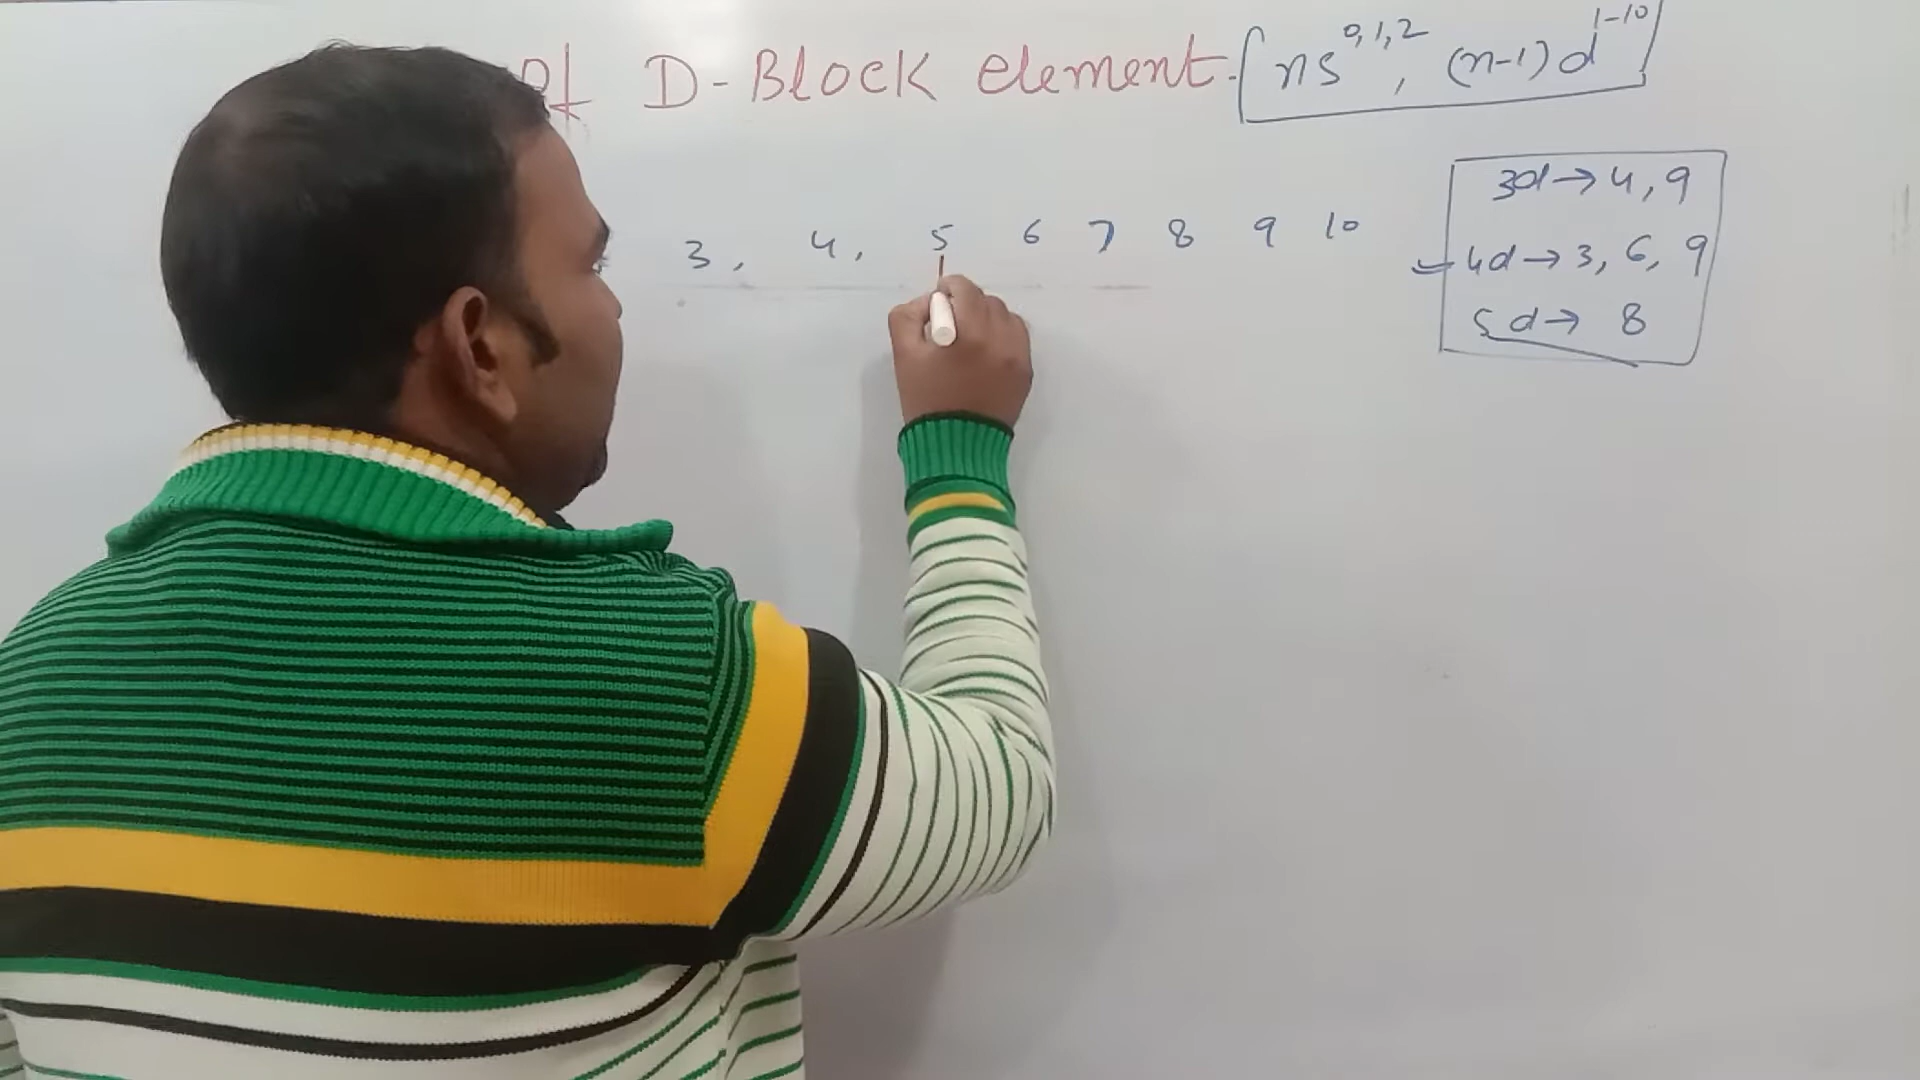 Of D-Block element- ns^0,1,2, (n-1)d^1-10
3, 4, 5 6 7 8 9 10
3d→4,9
4d→3, 6, 9
5d→ 8